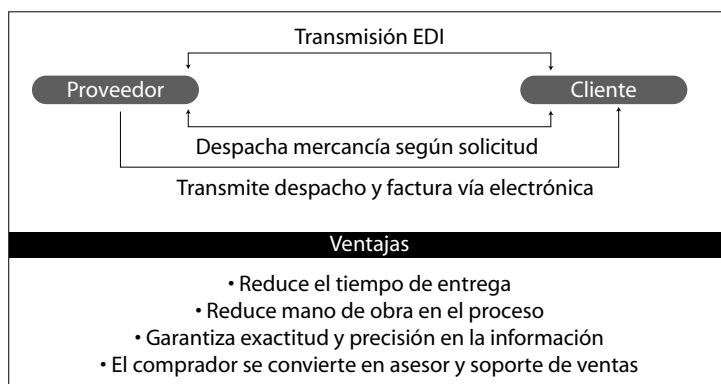 Transmisión EDI
Proveedor
Cliente
Despacha mercancía según solicitud
Transmite despacho y factura vía electrónica
Ventajas
• Reduce el tiempo de entrega
• Reduce mano de obra en el proceso
• Garantiza exactitud y precisión en la información
• El comprador se convierte en asesor y soporte de ventas